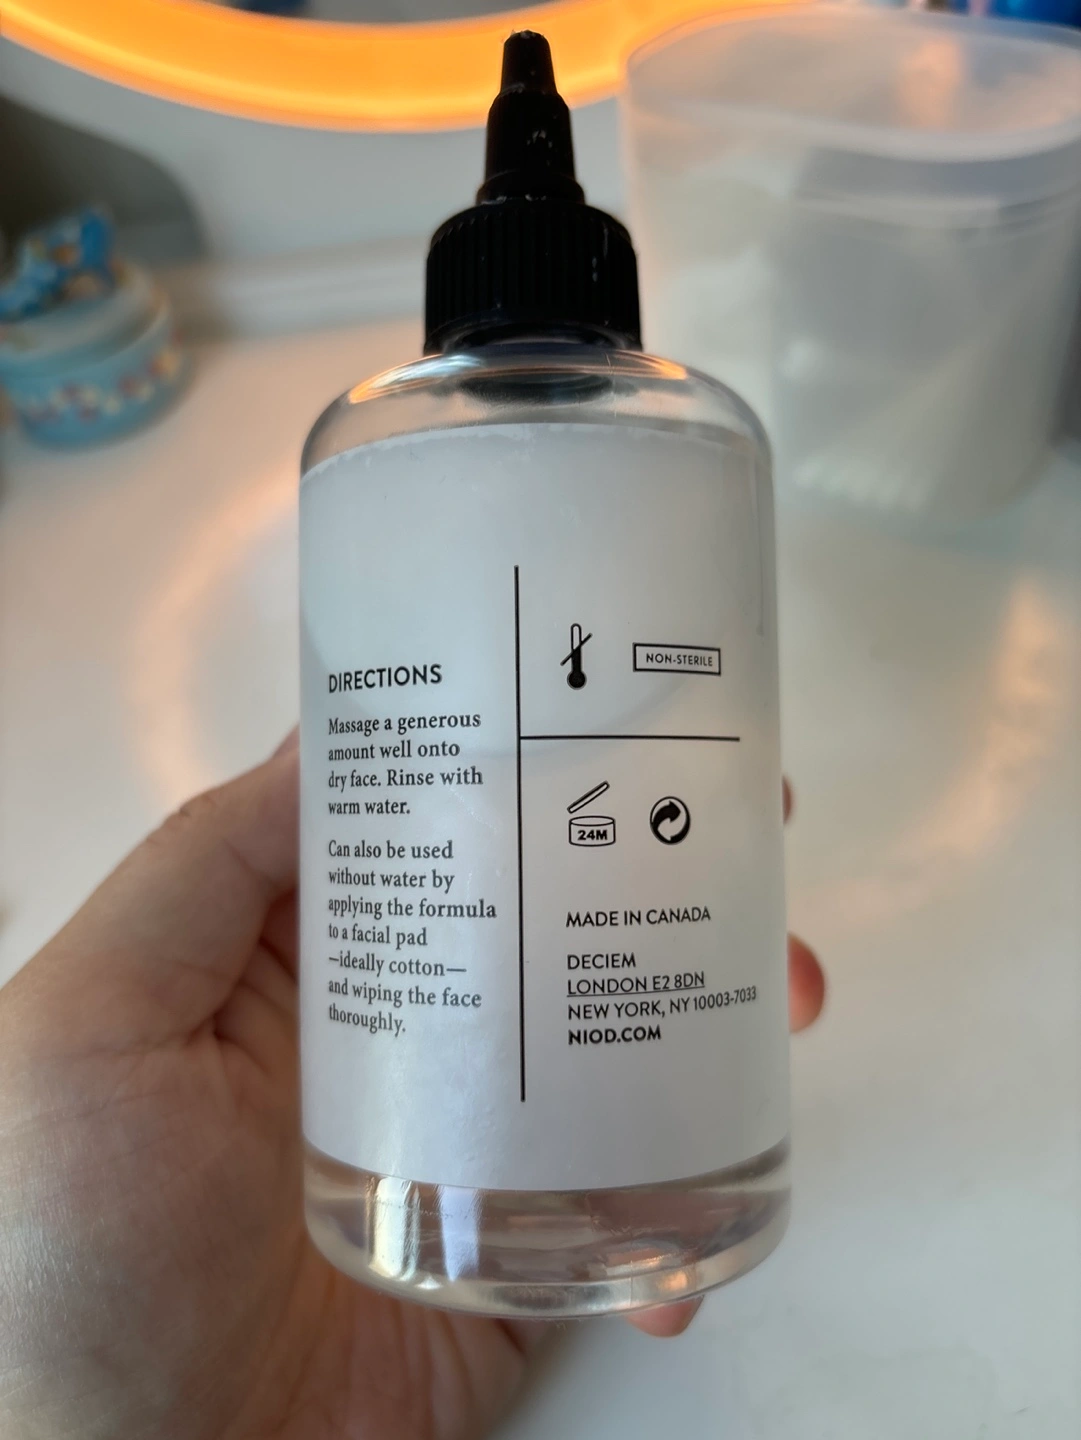 DIRECTIONS
Massage a generous
amount well onto
dry face. Rinse with
warm water.
Can also be used
without water by
applying the formula
to a facial pad
—ideally cotton—
and wiping the face
thoroughly.
NON-STERILE
24M
MADE IN CANADA
DECIEM
LONDON E2 8DN
NEW YORK, NY 10003-7033
NIOD.COM